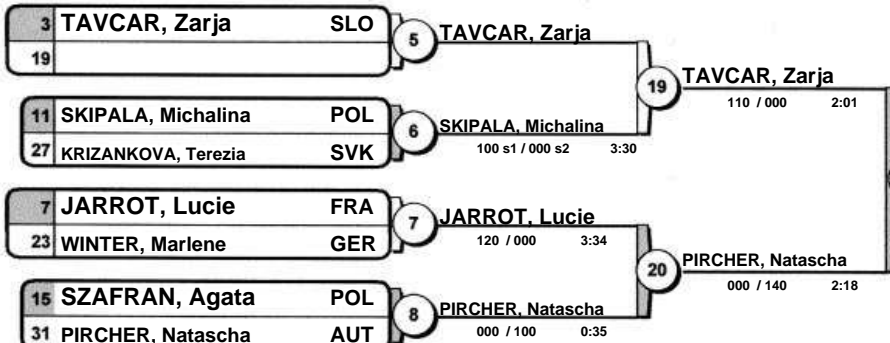 3 TAVCAR, Zarja SLO
19
11 SKIPALA, Michalina POL
27 KRIZANKOVA, Terezia SVK
7 JARROT, Lucie FRA
23 WINTER, Marlene GER
15 SZAFRAN, Agata POL
31 PIRCHER, Natascha AUT
5 TAVCAR, Zarja
6 SKIPALA, Michalina
100 s1 / 000 s2 3:30
7 JARROT, Lucie
120 / 000 3:34
8 PIRCHER, Natascha
000 / 100 0:35
19 TAVCAR, Zarja
110 / 000 2:01
20 PIRCHER, Natascha
000 / 140 2:18